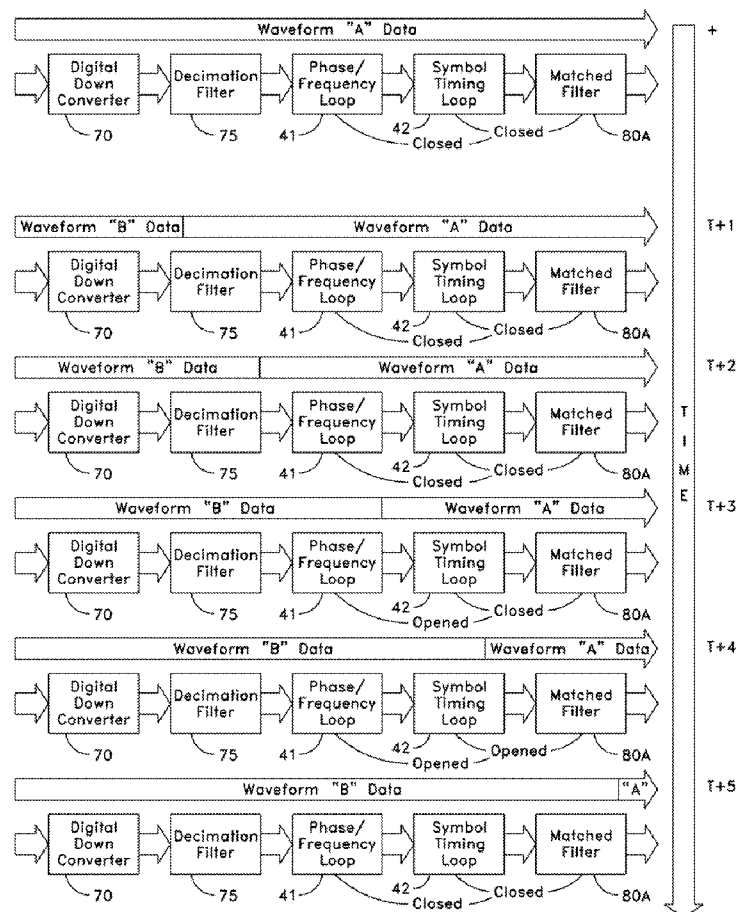 Waveform "A" Data
+
Digital Down Converter
Decimation Filter
Phase/ Frequency Loop
Symbol Timing Loop
Matched Filter
70
75
41
42
80A
Closed
Closed
Waveform "B" Data
Waveform "A" Data
T+1
Digital Down Converter
Decimation Filter
Phase/ Frequency Loop
Symbol Timing Loop
Matched Filter
70
75
41
42
80A
Closed
Closed
Waveform "B" Data
Waveform "A" Data
T+2
Digital Down Converter
Decimation Filter
Phase/ Frequency Loop
Symbol Timing Loop
Matched Filter
70
75
41
42
80A
Closed
Closed
TIME
Waveform "B" Data
Waveform "A" Data
T+3
Digital Down Converter
Decimation Filter
Phase/ Frequency Loop
Symbol Timing Loop
Matched Filter
70
75
41
42
80A
Closed
Opened
Waveform "B" Data
Waveform "A" Data
T+4
Digital Down Converter
Decimation Filter
Phase/ Frequency Loop
Symbol Timing Loop
Matched Filter
70
75
41
42
80A
Opened
Opened
Waveform "B" Data
"A"
T+5
Digital Down Converter
Decimation Filter
Phase/ Frequency Loop
Symbol Timing Loop
Matched Filter
70
75
41
42
80A
Closed
Closed